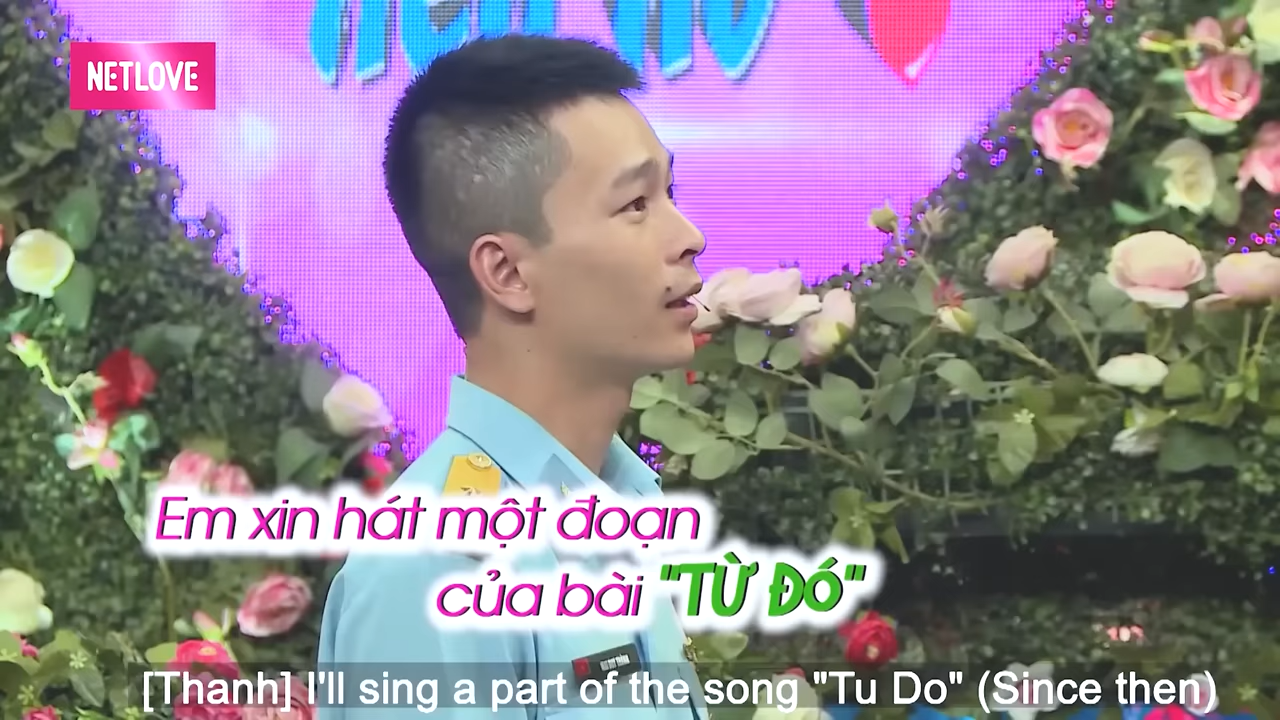 NETLOVE
Em xin hát một đoạn
của bài "TỪ ĐÓ"
[Thanh] I'll sing a part of the song "Tu Do" (Since then)